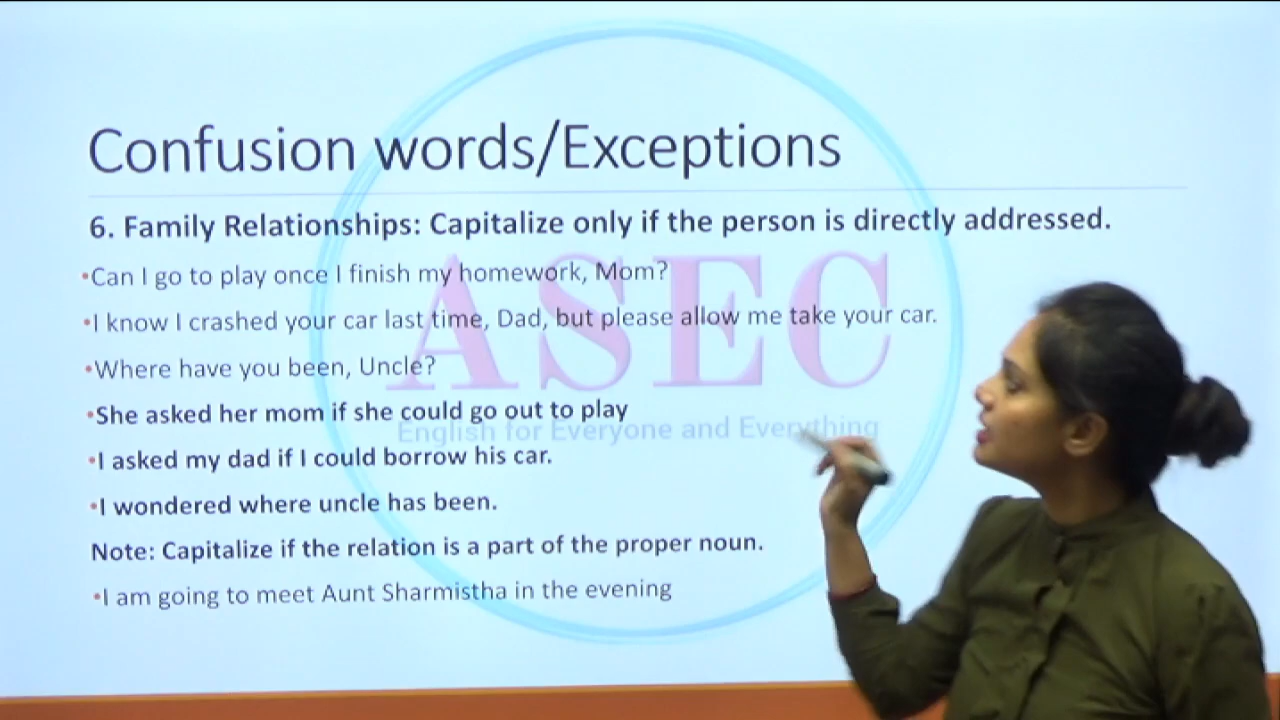 Confusion words/Exceptions
6. Family Relationships: Capitalize only if the person is directly addressed.
•Can I go to play once I finish my homework, Mom?
•I know I crashed your car last time, Dad, but please allow me take your car.
•Where have you been, Uncle?
•She asked her mom if she could go out to play
•I asked my dad if I could borrow his car.
•I wondered where uncle has been.
Note: Capitalize if the relation is a part of the proper noun.
•I am going to meet Aunt Sharmistha in the evening
ASEC
English for Everyone and Everything